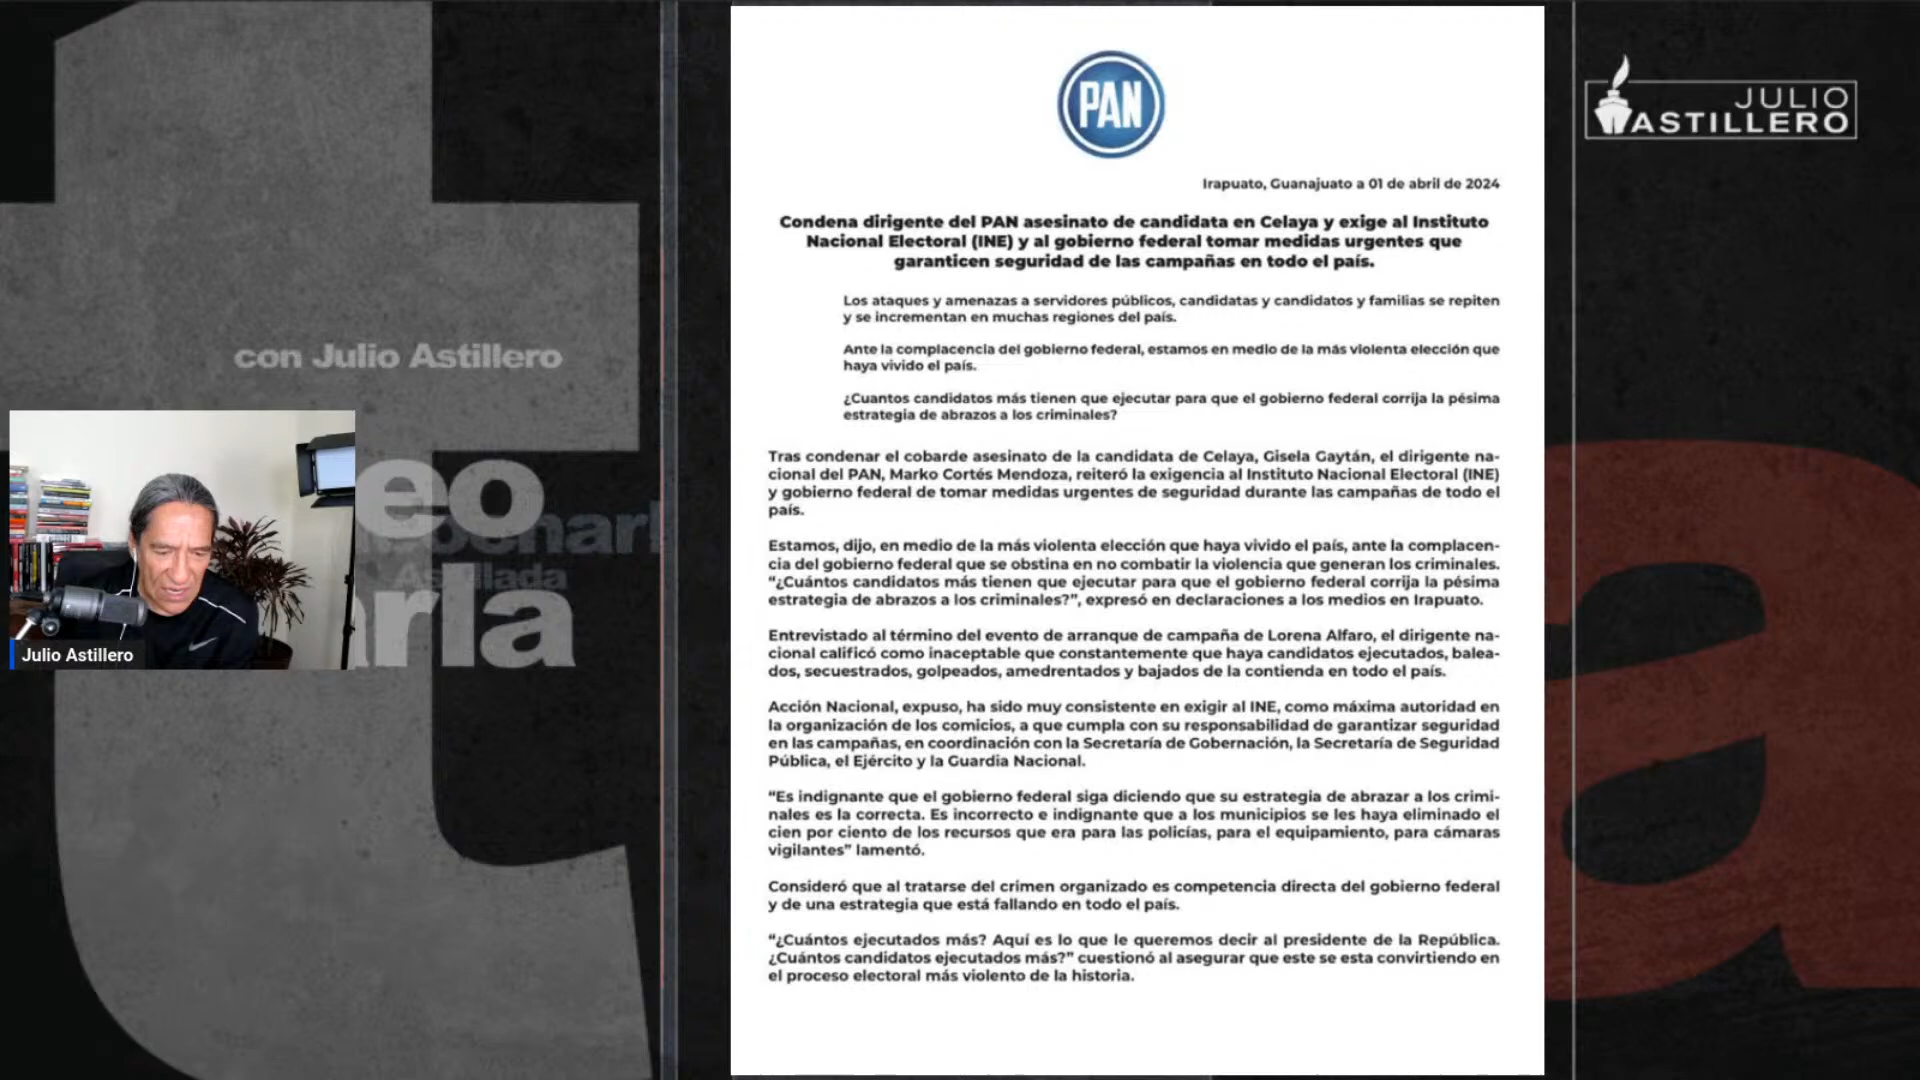 PAN
JULIO
ASTILLERO
Irapuato, Guanajuato a 01 de abril de 2024
Condena dirigente del PAN asesinato de candidata en Celaya y exige al Instituto
Nacional Electoral (INE) y al gobierno federal tomar medidas urgentes que
garanticen seguridad de las campañas en todo el país.
Los ataques y amenazas a servidores públicos, candidatas y candidatos y familias se repiten
y se incrementan en muchas regiones del país.
Ante la complacencia del gobierno federal, estamos en medio de la más violenta elección que
haya vivido el país.
¿Cuantos candidatos más tienen que ejecutar para que el gobierno federal corrija la pésima
estrategia de abrazos a los criminales?
Tras condenar el cobarde asesinato de la candidata de Celaya, Gisela Gaytán, el dirigente na-
cional del PAN, Marko Cortés Mendoza, reiteró la exigencia al Instituto Nacional Electoral (INE)
y gobierno federal de tomar medidas urgentes de seguridad durante las campañas de todo el
país.
Estamos, dijo, en medio de la más violenta elección que haya vivido el país, ante la complacen-
cia del gobierno federal que se obstina en no combatir la violencia que generan los criminales.
“¿Cuántos candidatos más tienen que ejecutar para que el gobierno federal corrija la pésima
estrategia de abrazos a los criminales?”, expresó en declaraciones a los medios en Irapuato.
Entrevistado al término del evento de arranque de campaña de Lorena Alfaro, el dirigente na-
cional calificó como inaceptable que constantemente que haya candidatos ejecutados, balea-
dos, secuestrados, golpeados, amedrentados y bajados de la contienda en todo el país.
Acción Nacional, expuso, ha sido muy consistente en exigir al INE, como máxima autoridad en
la organización de los comicios, a que cumpla con su responsabilidad de garantizar seguridad
en las campañas, en coordinación con la Secretaría de Gobernación, la Secretaría de Seguridad
Pública, el Ejército y la Guardia Nacional.
“Es indignante que el gobierno federal siga diciendo que su estrategia de abrazar a los crimi-
nales es la correcta. Es incorrecto e indignante que a los municipios se les haya eliminado el
cien por ciento de los recursos que era para las policías, para el equipamiento, para cámaras
vigilantes” lamentó.
Consideró que al tratarse del crimen organizado es competencia directa del gobierno federal
y de una estrategia que está fallando en todo el país.
“¿Cuántos ejecutados más? Aquí es lo que le queremos decir al presidente de la República.
¿Cuántos candidatos ejecutados más?” cuestionó al asegurar que este se esta convirtiendo en
el proceso electoral más violento de la historia.
con Julio Astillero
eo
arla
Julio Astillero